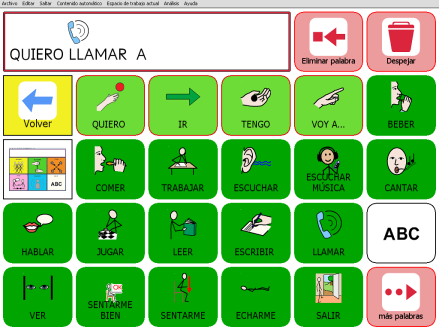 Archivo Editar Saltar Contenido automático Espacio de trabajo actual Análisis Ayuda
QUIERO LLAMAR A
Eliminar palabra
Despejar
Volver
QUIERO
IR
TENGO
VOY A...
BEBER
ABC
COMER
TRABAJAR
ESCUCHAR
ESCUCHAR
MÚSICA
CANTAR
HABLAR
JUGAR
LEER
ESCRIBIR
LLAMAR
ABC
VER
SENTARME
BIEN
OK
SENTARME
ECHARME
SALIR
más palabras